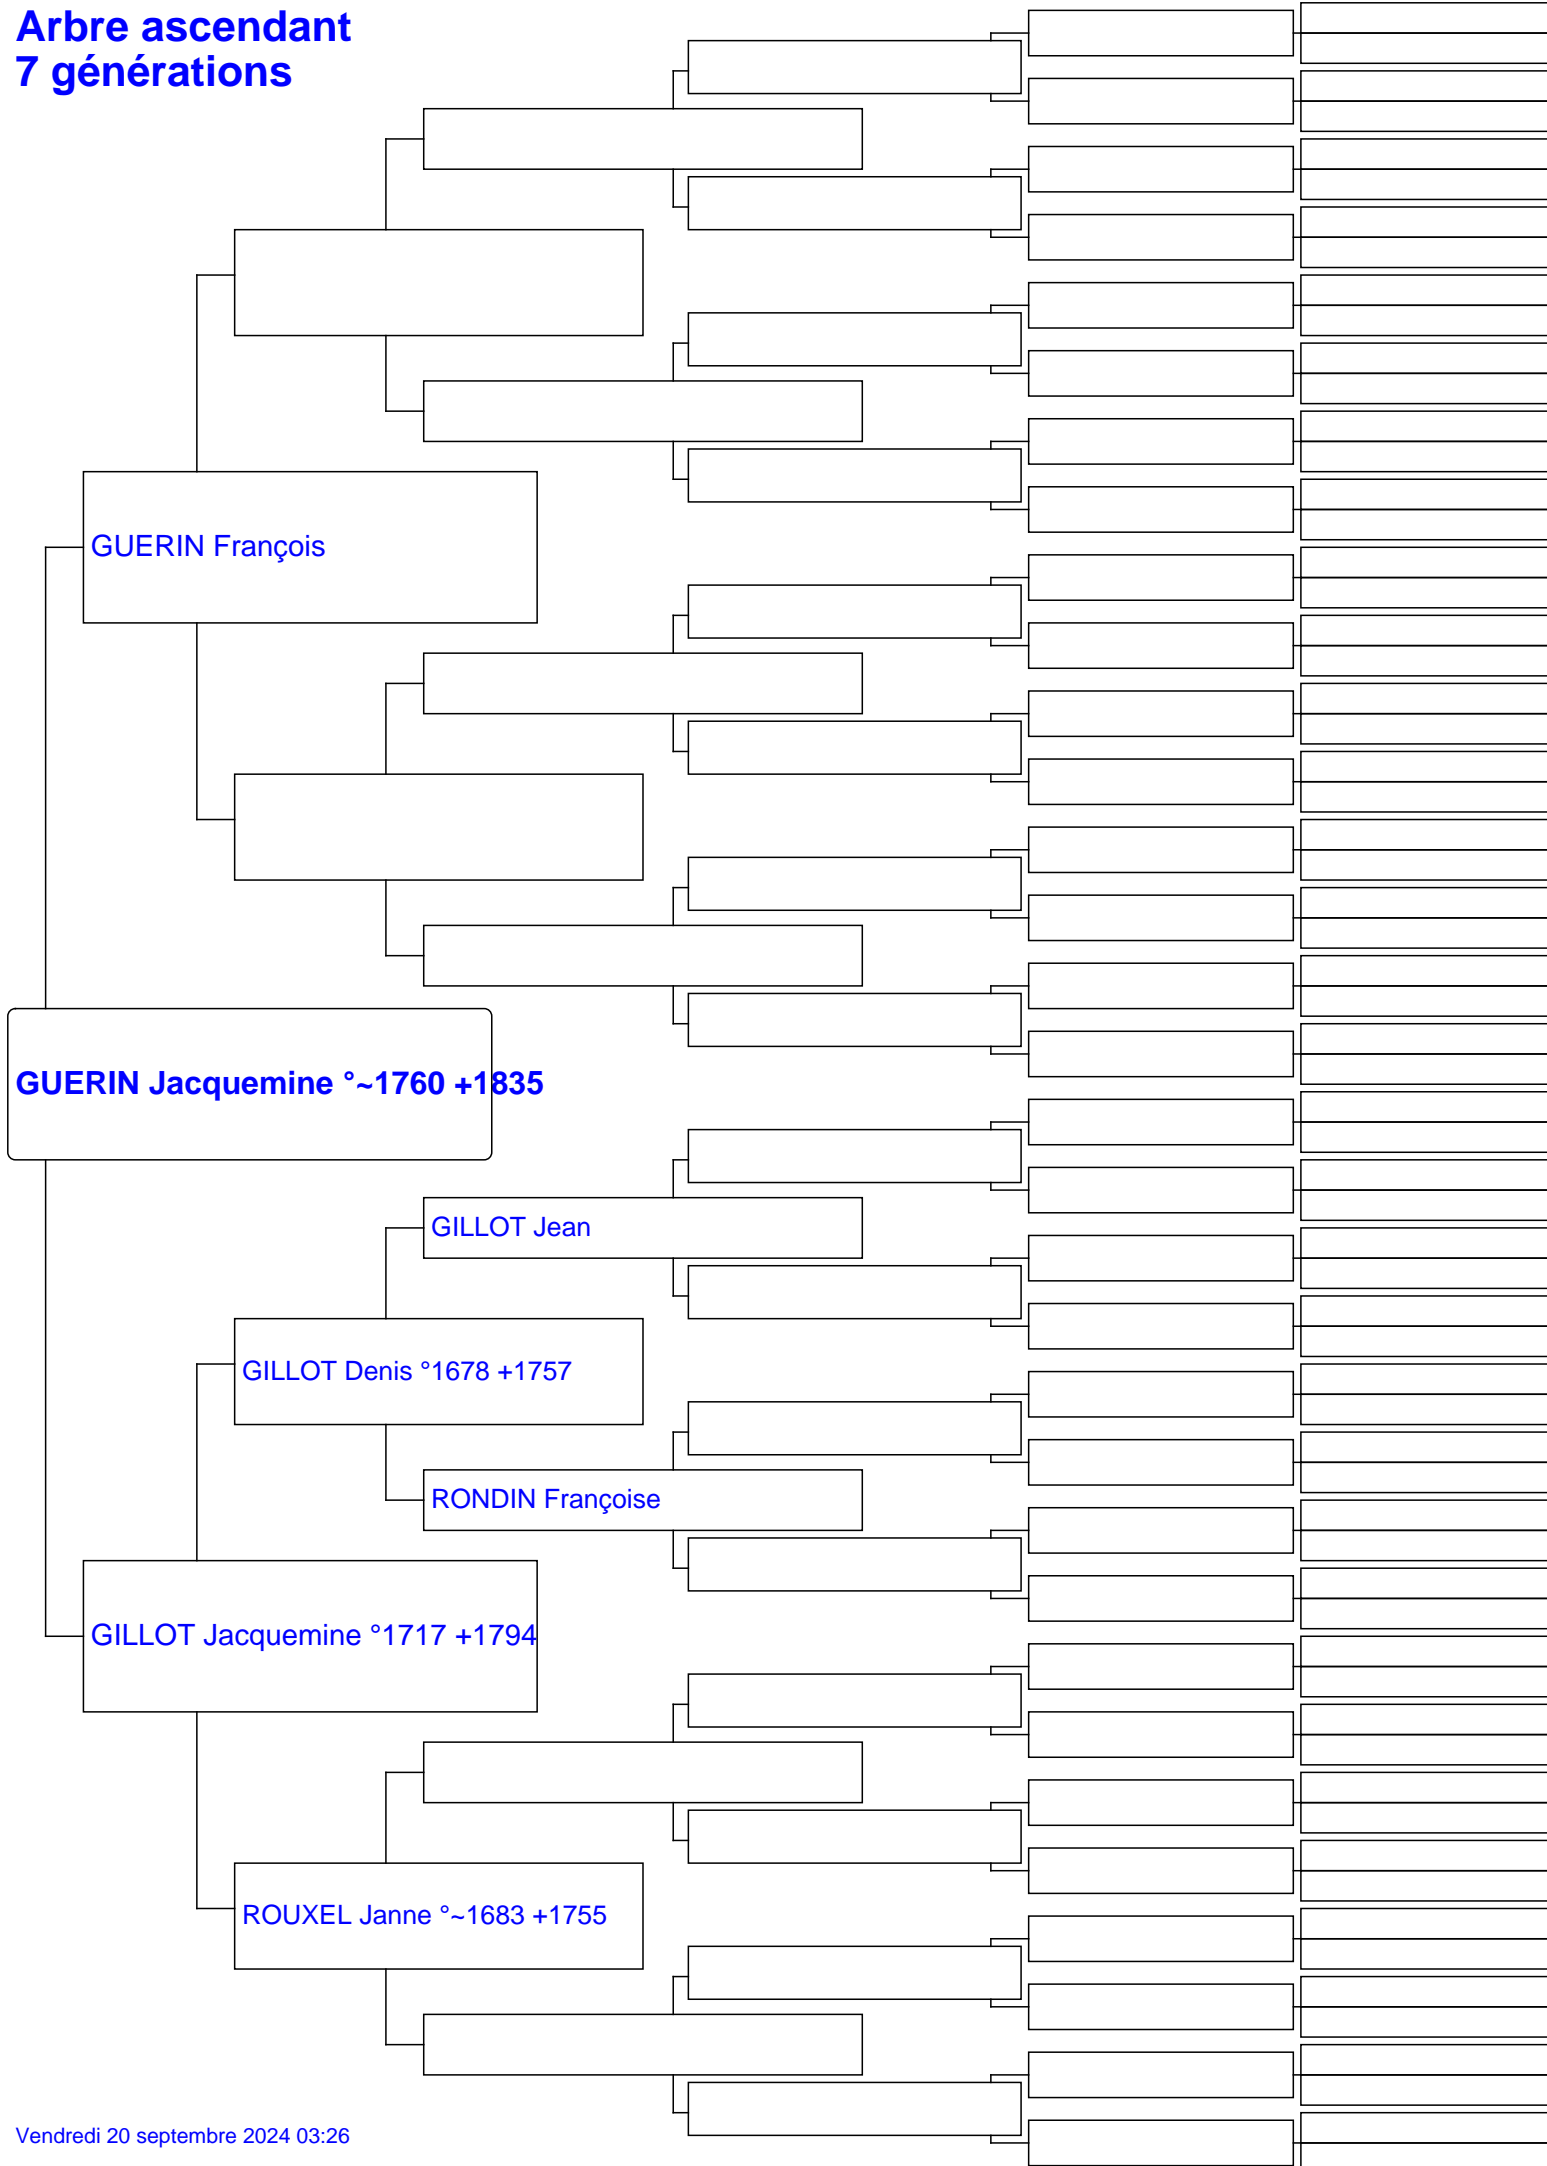 Arbre ascendant
7 générations
GUERIN François
GUERIN Jacquemine °~1760 +1835
GILLOT Jean
GILLOT Denis °1678 +1757
RONDIN Françoise
GILLOT Jacquemine °1717 +1794
ROUXEL Janne °~1683 +1755
Vendredi 20 septembre 2024 03:26